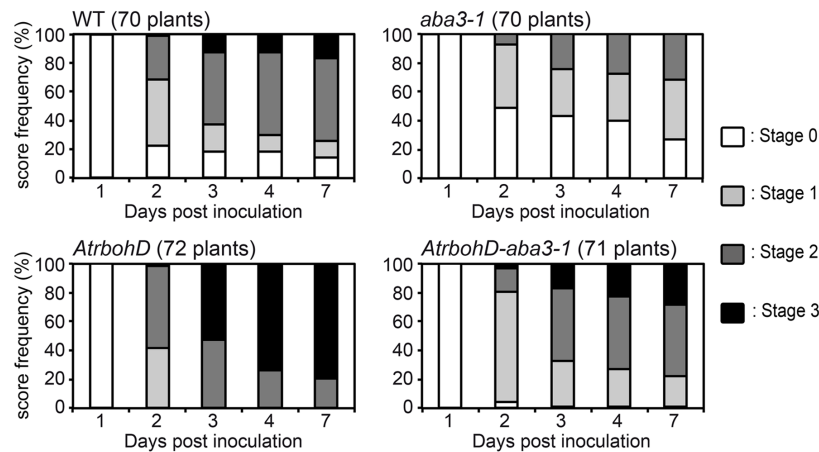 WT (70 plants)
score frequency (%)
100
80
60
40
20
0
1 2 3 4 7
Days post inoculation
aba3-1 (70 plants)
100
80
60
40
20
0
1 2 3 4 7
Days post inoculation
AtrbohD (72 plants)
score frequency (%)
100
80
60
40
20
0
1 2 3 4 7
Days post inoculation
AtrbohD-aba3-1 (71 plants)
100
80
60
40
20
0
1 2 3 4 7
Days post inoculation
: Stage 0
: Stage 1
: Stage 2
: Stage 3